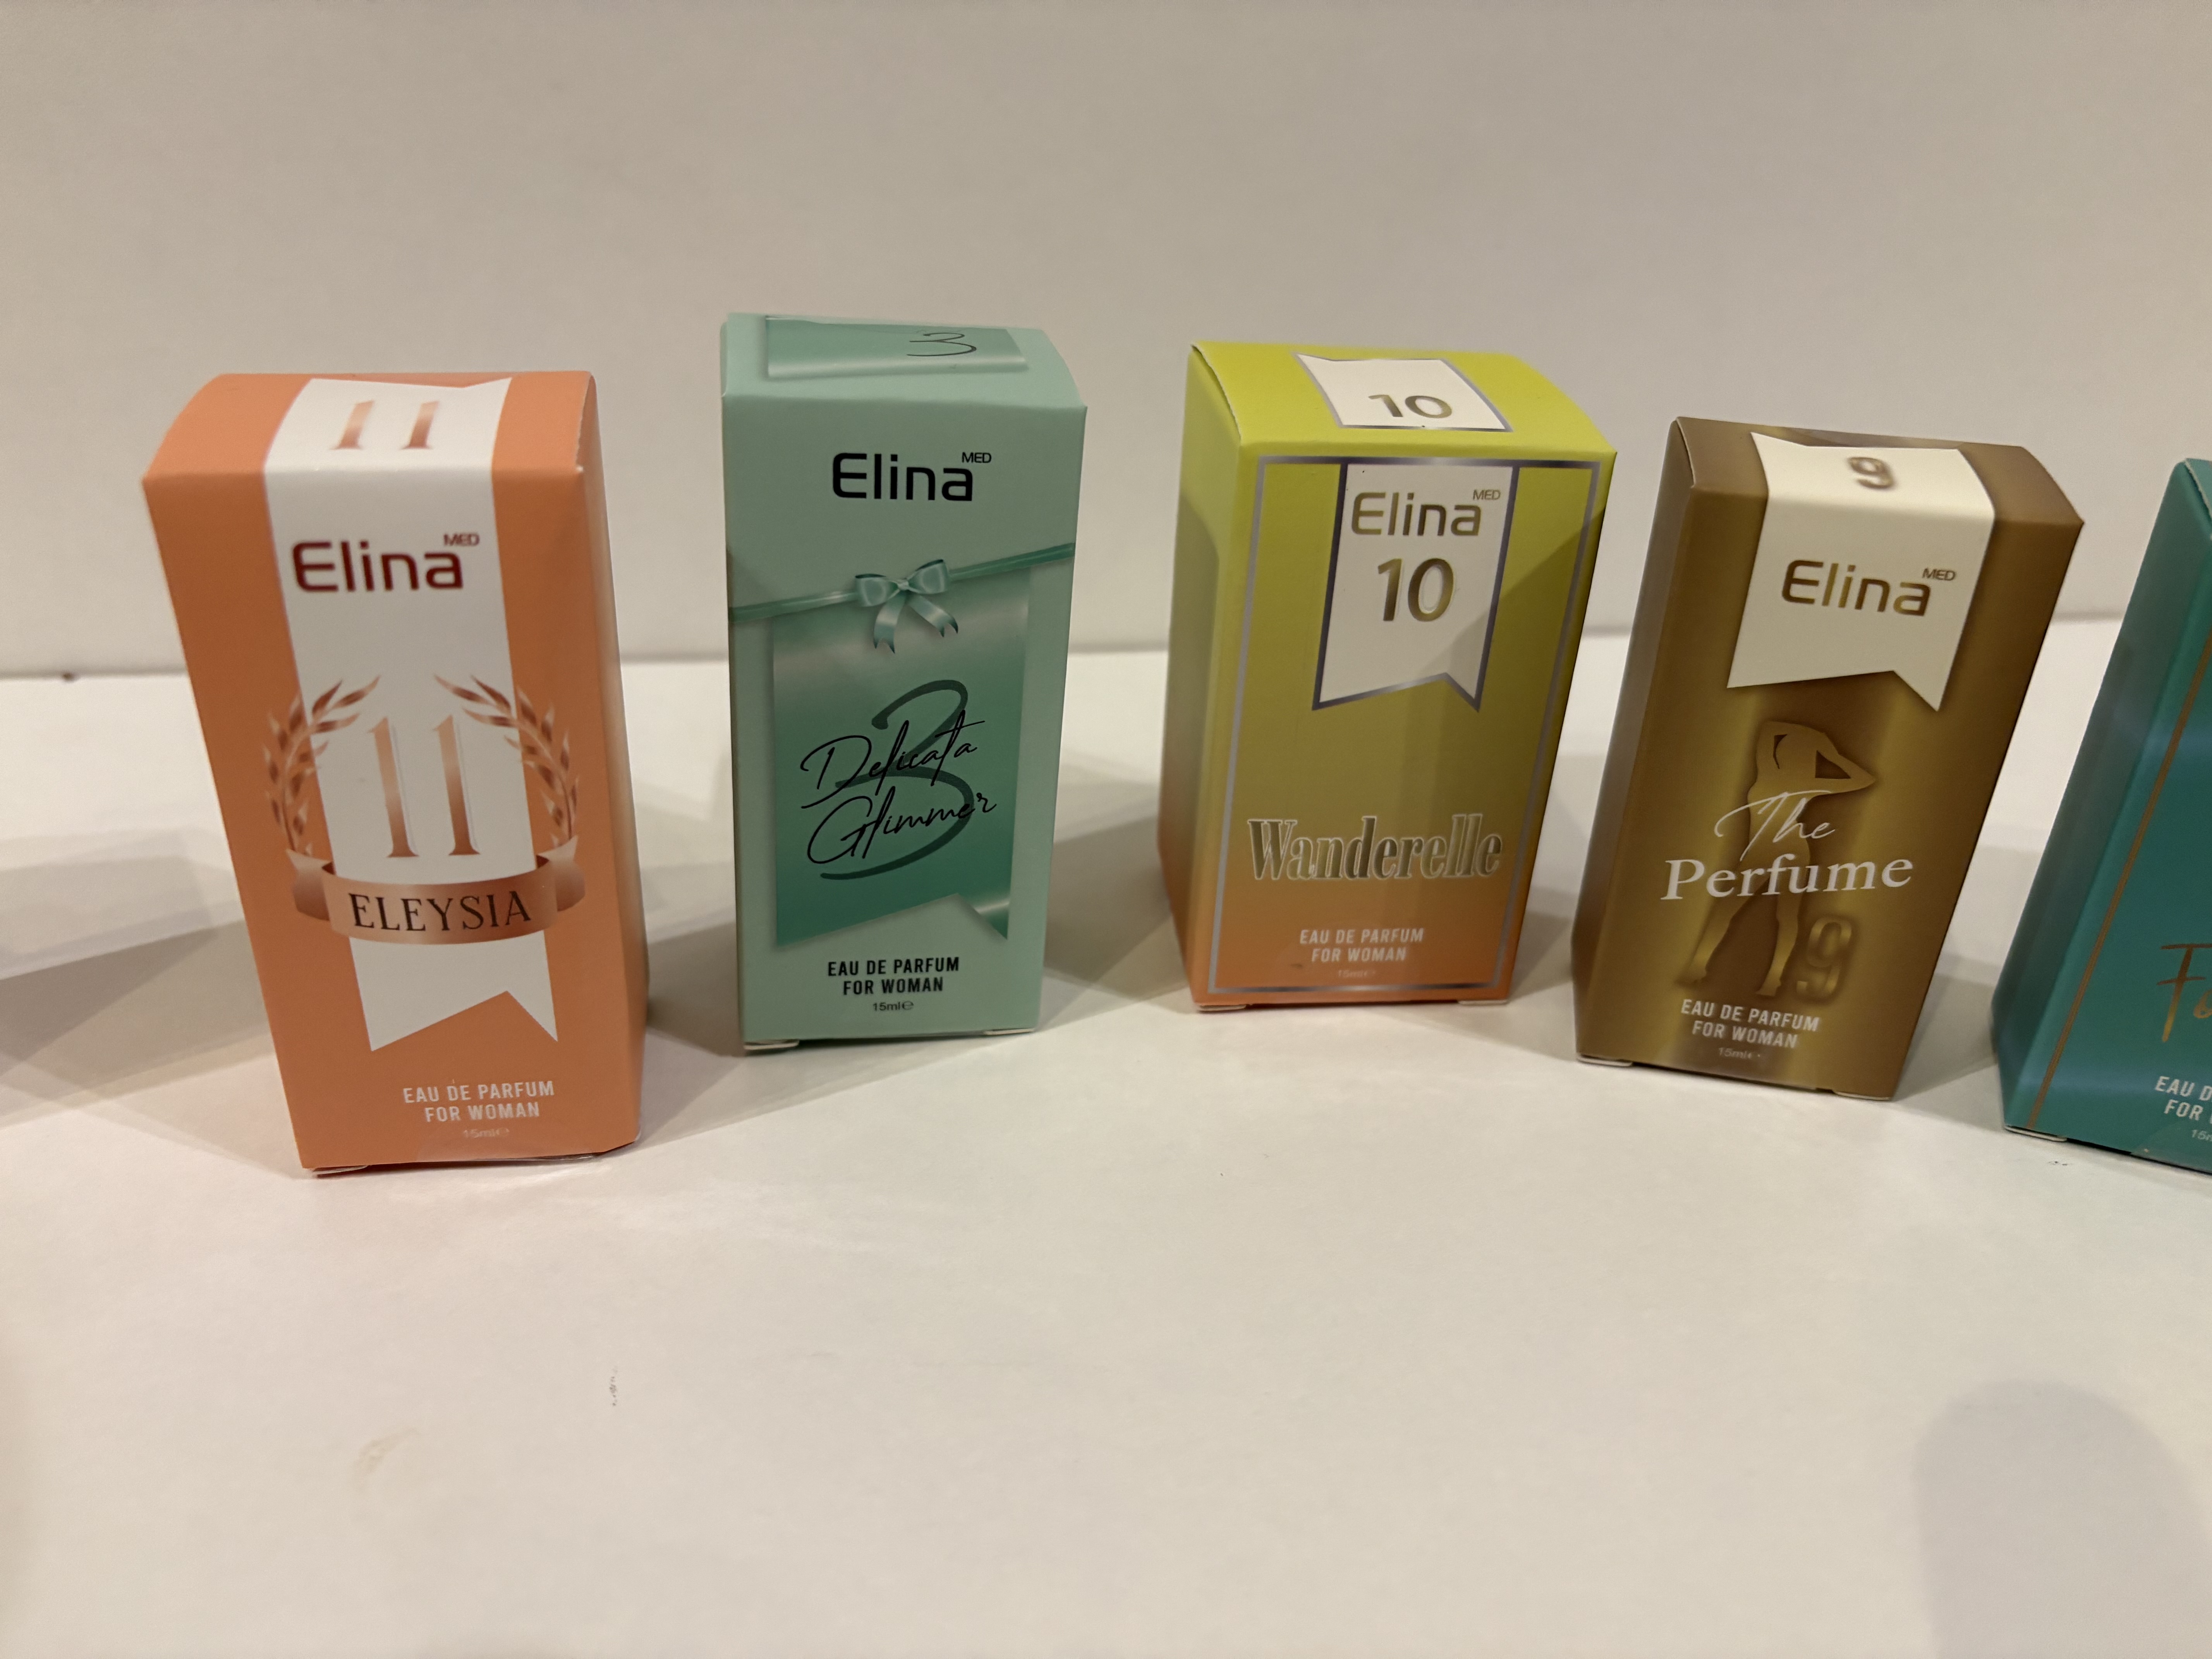 11
Elina MED
11
ELEYSIA
EAU DE PARFUM
FOR WOMAN
15ml℮
3
Elina MED
3
Delicata
Glimmer
EAU DE PARFUM
FOR WOMAN
15ml℮
10
Elina MED
10
Wanderelle
EAU DE PARFUM
FOR WOMAN
15ml℮
9
Elina MED
The
Perfume
9
EAU DE PARFUM
FOR WOMAN
15ml℮
EAU D
FOR